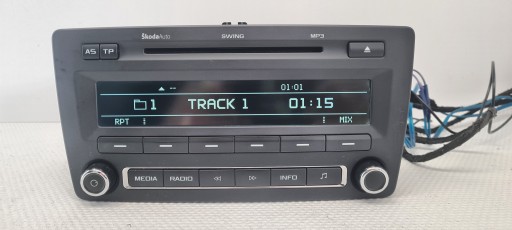 ŠkodaAuto SWING MP3
AS TP
-- 01:01
1 TRACK 1 01:15
RPT MIX
MEDIA RADIO INFO